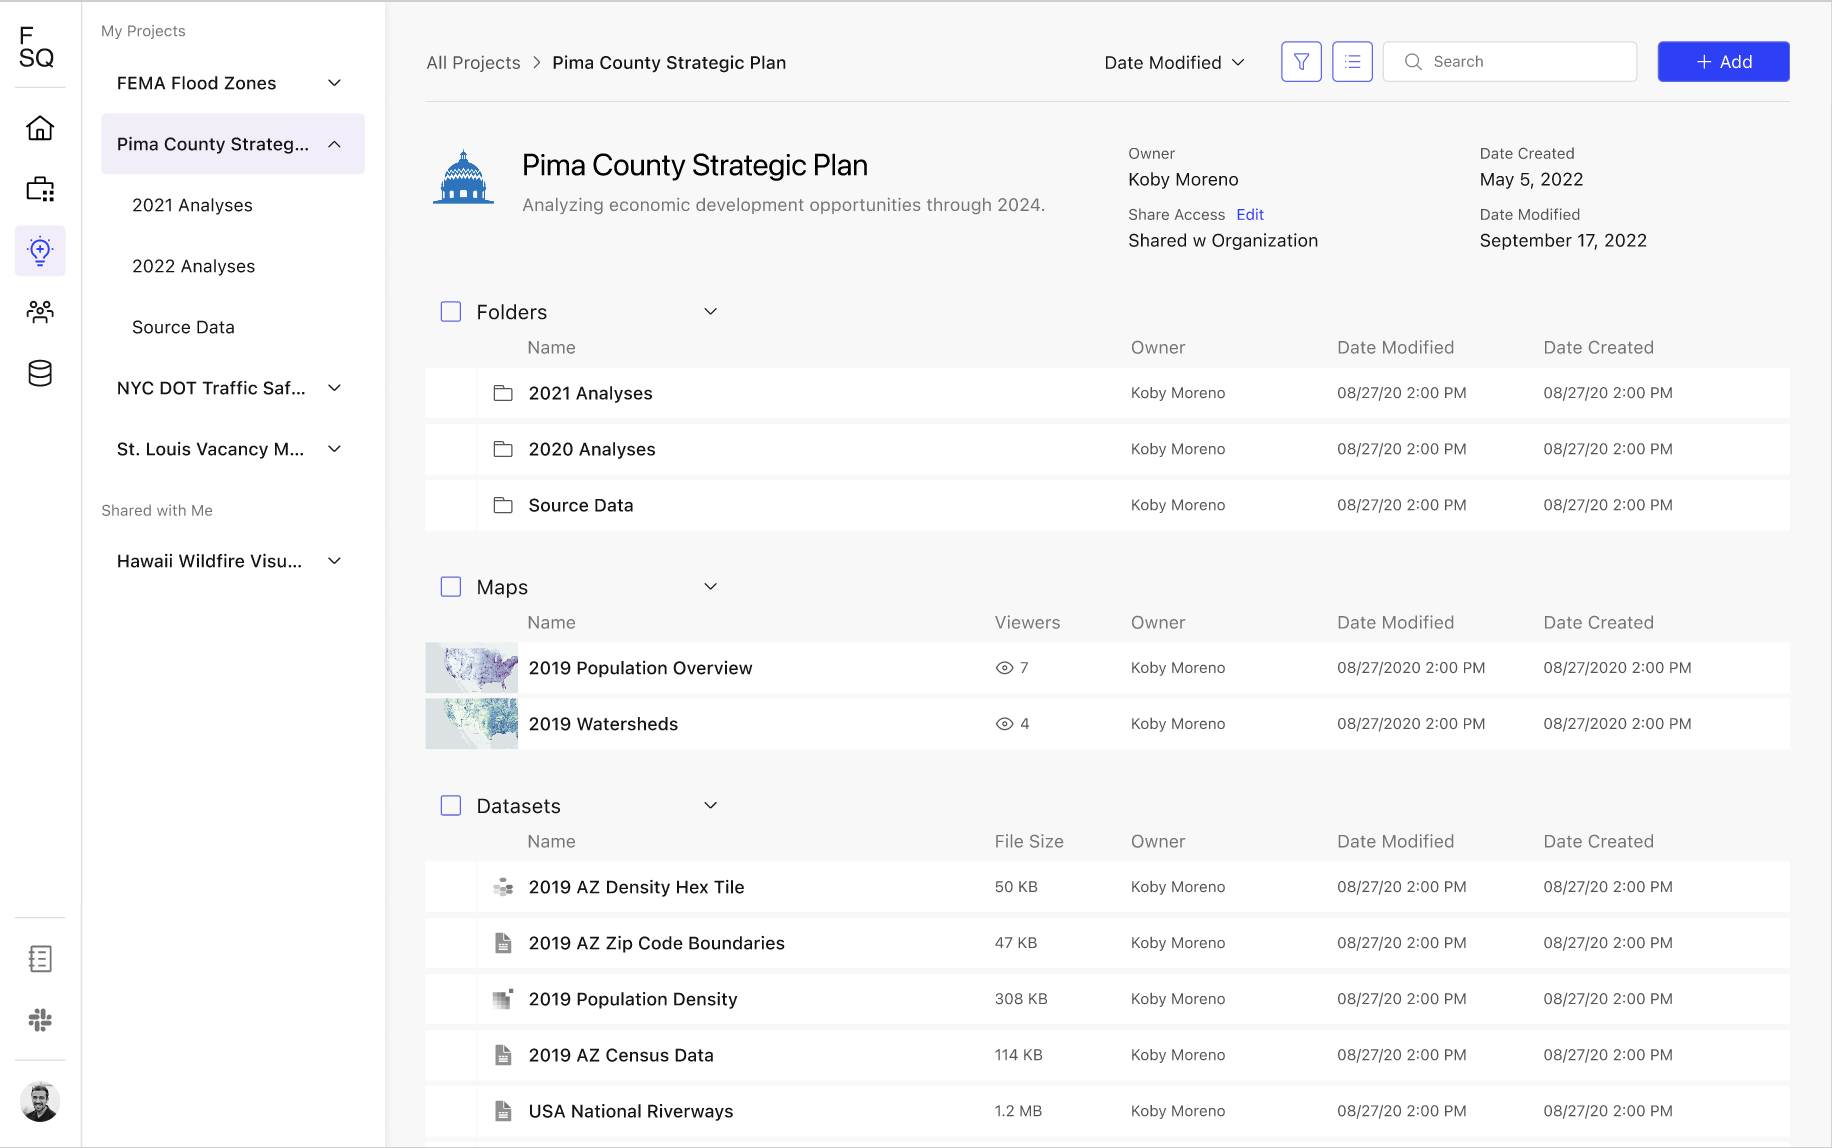 F
SQ
My Projects
FEMA Flood Zones
Pima County Strateg...
2021 Analyses
2022 Analyses
Source Data
NYC DOT Traffic Saf...
St. Louis Vacancy M...
Shared with Me
Hawaii Wildfire Visu...
All Projects > Pima County Strategic Plan
Date Modified
Search
+ Add
Pima County Strategic Plan
Analyzing economic development opportunities through 2024.
Owner
Koby Moreno
Share Access Edit
Shared w Organization
Date Created
May 5, 2022
Date Modified
September 17, 2022
Folders
Name Owner Date Modified Date Created
2021 Analyses Koby Moreno 08/27/20 2:00 PM 08/27/20 2:00 PM
2020 Analyses Koby Moreno 08/27/20 2:00 PM 08/27/20 2:00 PM
Source Data Koby Moreno 08/27/20 2:00 PM 08/27/20 2:00 PM
Maps
Name Viewers Owner Date Modified Date Created
2019 Population Overview 7 Koby Moreno 08/27/2020 2:00 PM 08/27/2020 2:00 PM
2019 Watersheds 4 Koby Moreno 08/27/2020 2:00 PM 08/27/2020 2:00 PM
Datasets
Name File Size Owner Date Modified Date Created
2019 AZ Density Hex Tile 50 KB Koby Moreno 08/27/20 2:00 PM 08/27/20 2:00 PM
2019 AZ Zip Code Boundaries 47 KB Koby Moreno 08/27/20 2:00 PM 08/27/20 2:00 PM
2019 Population Density 308 KB Koby Moreno 08/27/20 2:00 PM 08/27/20 2:00 PM
2019 AZ Census Data 114 KB Koby Moreno 08/27/20 2:00 PM 08/27/20 2:00 PM
USA National Riverways 1.2 MB Koby Moreno 08/27/20 2:00 PM 08/27/20 2:00 PM